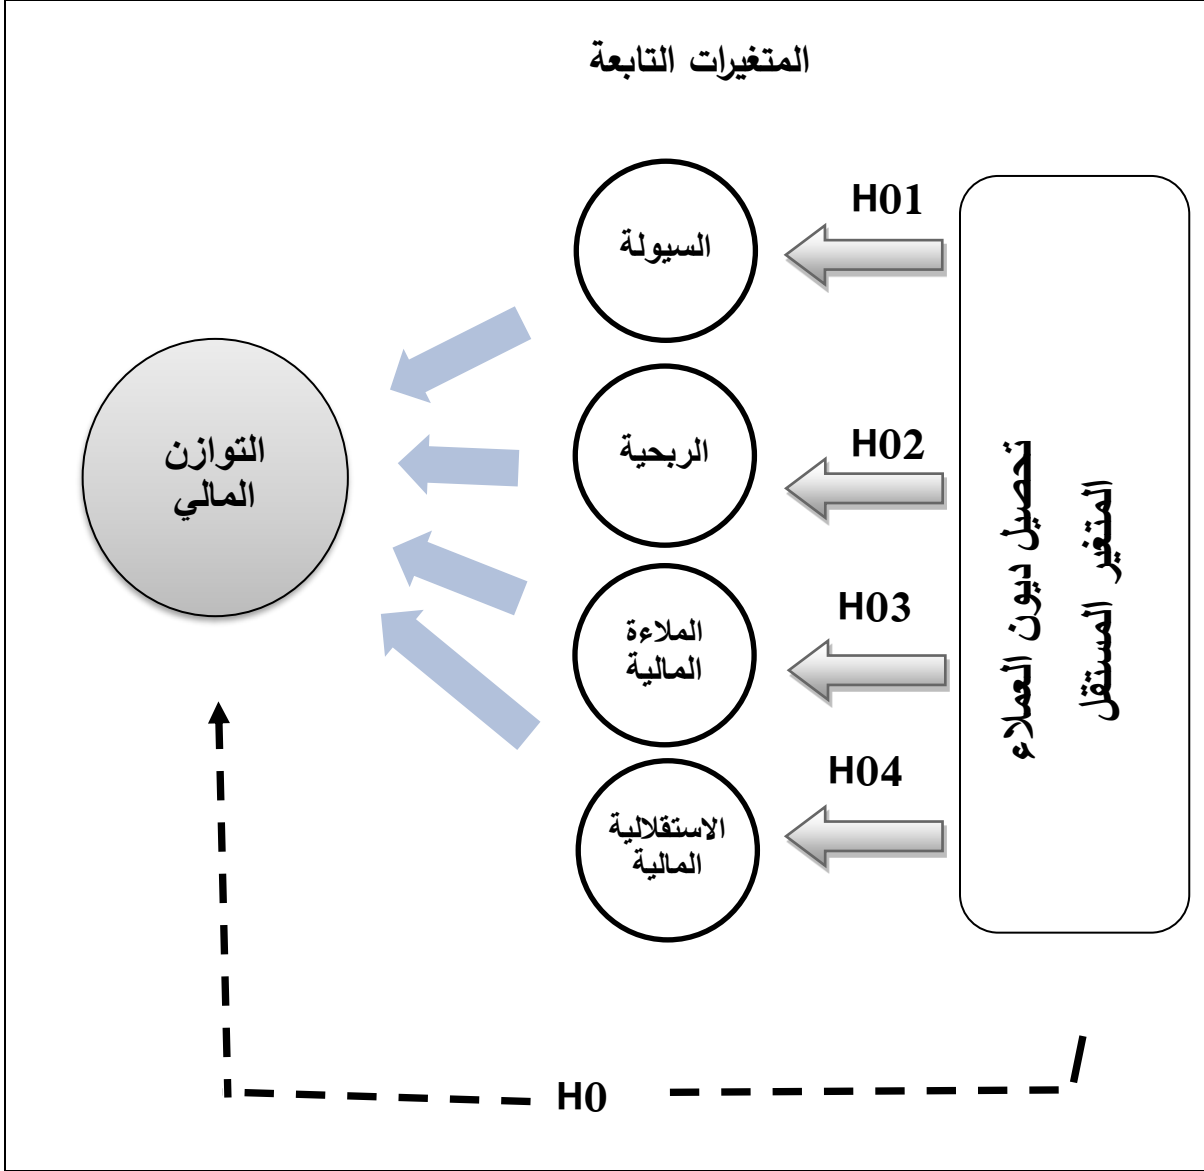 المتغيرات التابعة
H01
السيولة
H02
الربحية
التوازن
المالي
H03
الملاءة
المالية
H04
الاستقلالية
المالية
تحصيل ديون العملاء
المتغير المستقل
H0